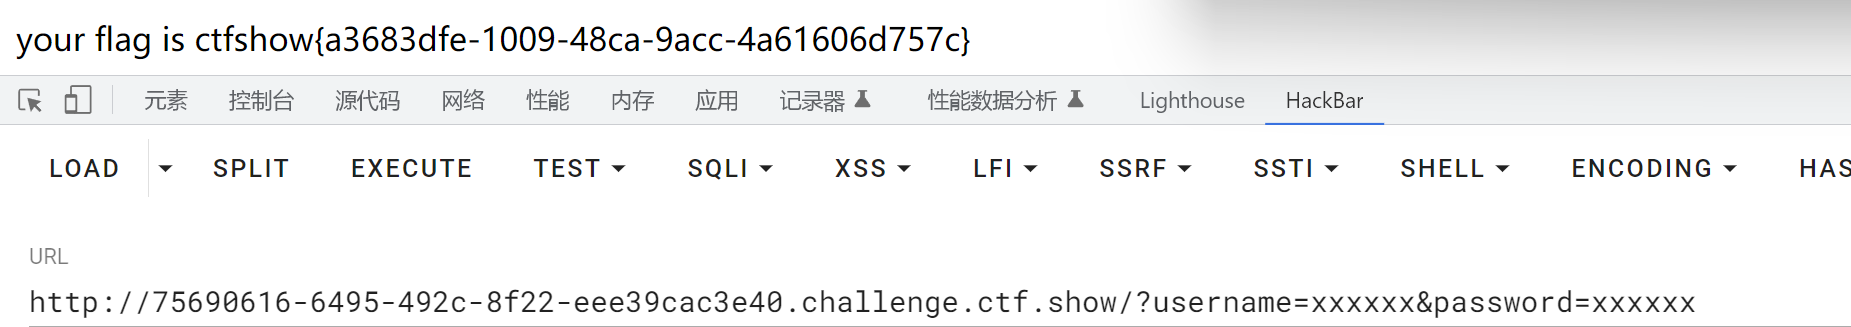 your flag is ctfshow{a3683dfe-1009-48ca-9acc-4a61606d757c}
元素 控制台 源代码 网络 性能 内存 应用 记录器 性能数据分析 Lighthouse HackBar
LOAD SPLIT EXECUTE TEST SQLI XSS LFI SSRF SSTI SHELL ENCODING HAS
URL
http://75690616-6495-492c-8f22-eee39cac3e40.challenge.ctf.show/?username=xxxxxx&password=xxxxxx